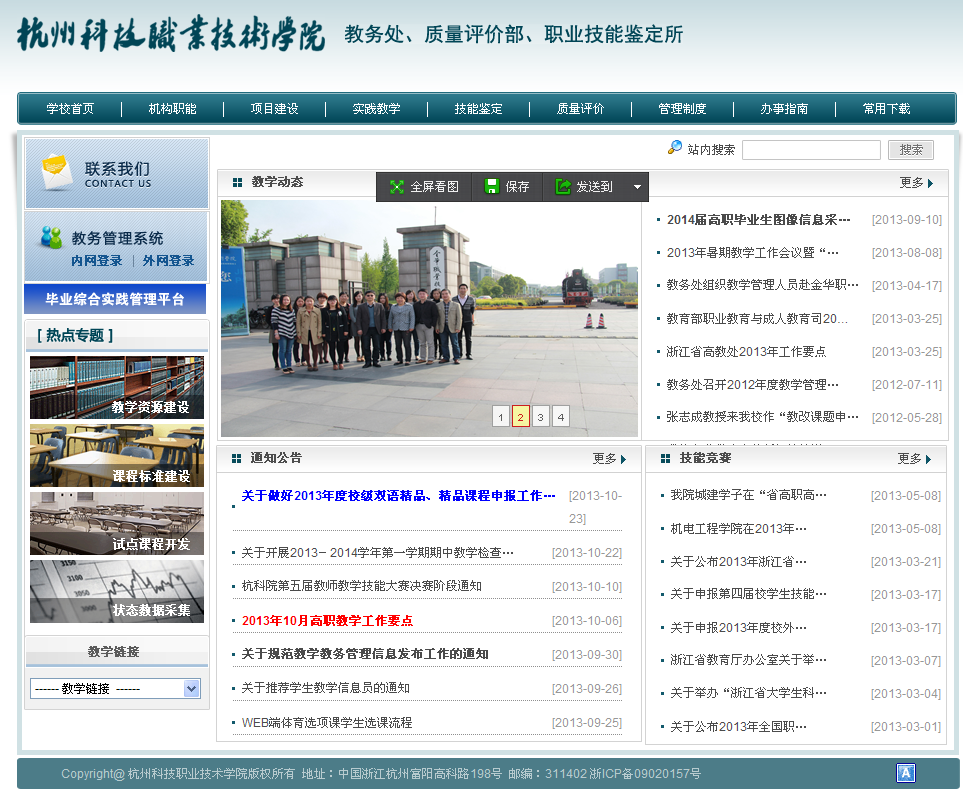 杭州科技職業技術學院 教务处、质量评价部、职业技能鉴定所
学校首页 机构职能 项目建设 实践教学 技能鉴定 质量评价 管理制度 办事指南 常用下载
联系我们
CONTACT US
教务管理系统
内网登录 | 外网登录
毕业综合实践管理平台
[ 热点专题 ]
教学资源建设
课程标准建设
试点课程开发
状态数据采集
教学链接
------ 教学链接 ------
站内搜索 搜索
教学动态
全屏看图 保存 发送到
1 2 3 4
更多
2014届高职毕业生图像信息采… [2013-09-10]
2013年暑期教学工作会议暨“… [2013-08-08]
教务处组织教学管理人员赴金华职… [2013-04-17]
教育部职业教育与成人教育司20... [2013-03-25]
浙江省高教处2013年工作要点 [2013-03-25]
教务处召开2012年度教学管理… [2012-07-11]
张志成教授来我校作“教改课题申… [2012-05-28]
通知公告 更多
关于做好2013年度校级双语精品、精品课程申报工作… [2013-10-
23]
关于开展2013－2014学年第一学期期中教学检查… [2013-10-22]
杭科院第五届教师教学技能大赛决赛阶段通知 [2013-10-10]
2013年10月高职教学工作要点 [2013-10-06]
关于规范教学教务管理信息发布工作的通知 [2013-09-30]
关于推荐学生教学信息员的通知 [2013-09-26]
WEB端体育选项课学生选课流程 [2013-09-25]
技能竞赛 更多
我院城建学子在“省高职高… [2013-05-08]
机电工程学院在2013年… [2013-05-08]
关于公布2013年浙江省… [2013-03-21]
关于申报第四届校学生技能… [2013-03-17]
关于申报2013年度校外… [2013-03-17]
浙江省教育厅办公室关于举… [2013-03-07]
关于举办“浙江省大学生科… [2013-03-04]
关于公布2013年全国职… [2013-03-01]
Copyright@ 杭州科技职业技术学院版权所有 地址：中国浙江杭州富阳高科路198号 邮编：311402 浙ICP备09020157号
A